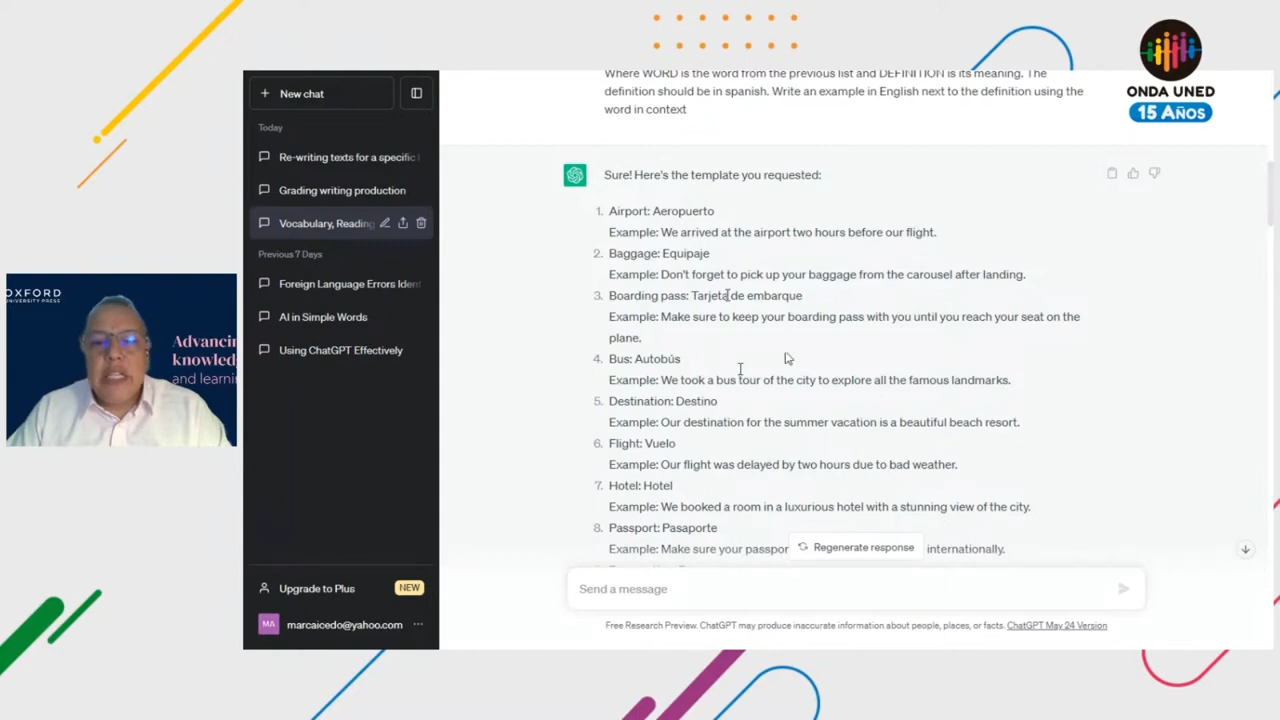 ONDA UNED
15 AÑOS
New chat
Today
Re-writing texts for a specific
Grading writing production
Vocabulary, Reading
Previous 7 Days
Foreign Language Errors Iden
AI in Simple Words
Using ChatGPT Effectively
Upgrade to Plus
NEW
MA
marcaicedo@yahoo.com
Where WORD is the word from the previous list and DEFINITION is its meaning. The
definition should be in spanish. Write an example in English next to the definition using the
word in context
Sure! Here's the template you requested:
1. Airport: Aeropuerto
Example: We arrived at the airport two hours before our flight.
2. Baggage: Equipaje
Example: Don't forget to pick up your baggage from the carousel after landing.
3. Boarding pass: Tarjeta de embarque
Example: Make sure to keep your boarding pass with you until you reach your seat on the
plane.
4. Bus: Autobús
Example: We took a bus tour of the city to explore all the famous landmarks.
5. Destination: Destino
Example: Our destination for the summer vacation is a beautiful beach resort.
6. Flight: Vuelo
Example: Our flight was delayed by two hours due to bad weather.
7. Hotel: Hotel
Example: We booked a room in a luxurious hotel with a stunning view of the city.
8. Passport: Pasaporte
Example: Make sure your passpor internationally.
Regenerate response
Send a message
Free Research Preview. ChatGPT may produce inaccurate information about people, places, or facts. ChatGPT May 24 Version
OXFORD
UNIVERSITY PRESS
Advancin
knowled
and learnin